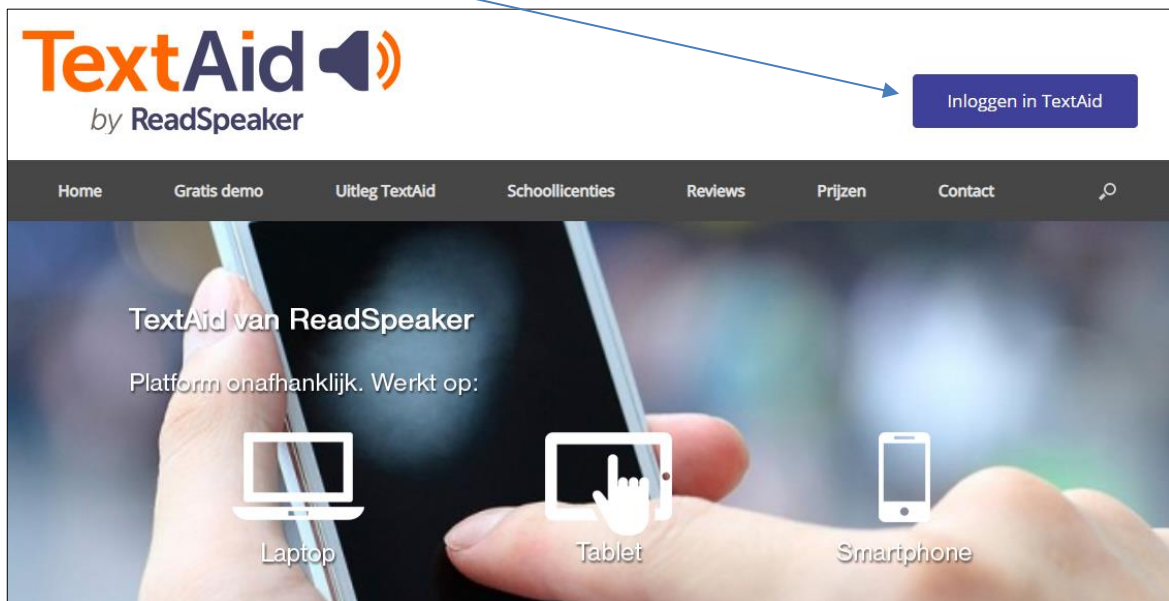 TextAid
by ReadSpeaker
Inloggen in TextAid
Home Gratis demo Uitleg TextAid Schoollicenties Reviews Prijzen Contact
TextAid van ReadSpeaker
Platform onafhanklijk. Werkt op:
Laptop Tablet Smartphone